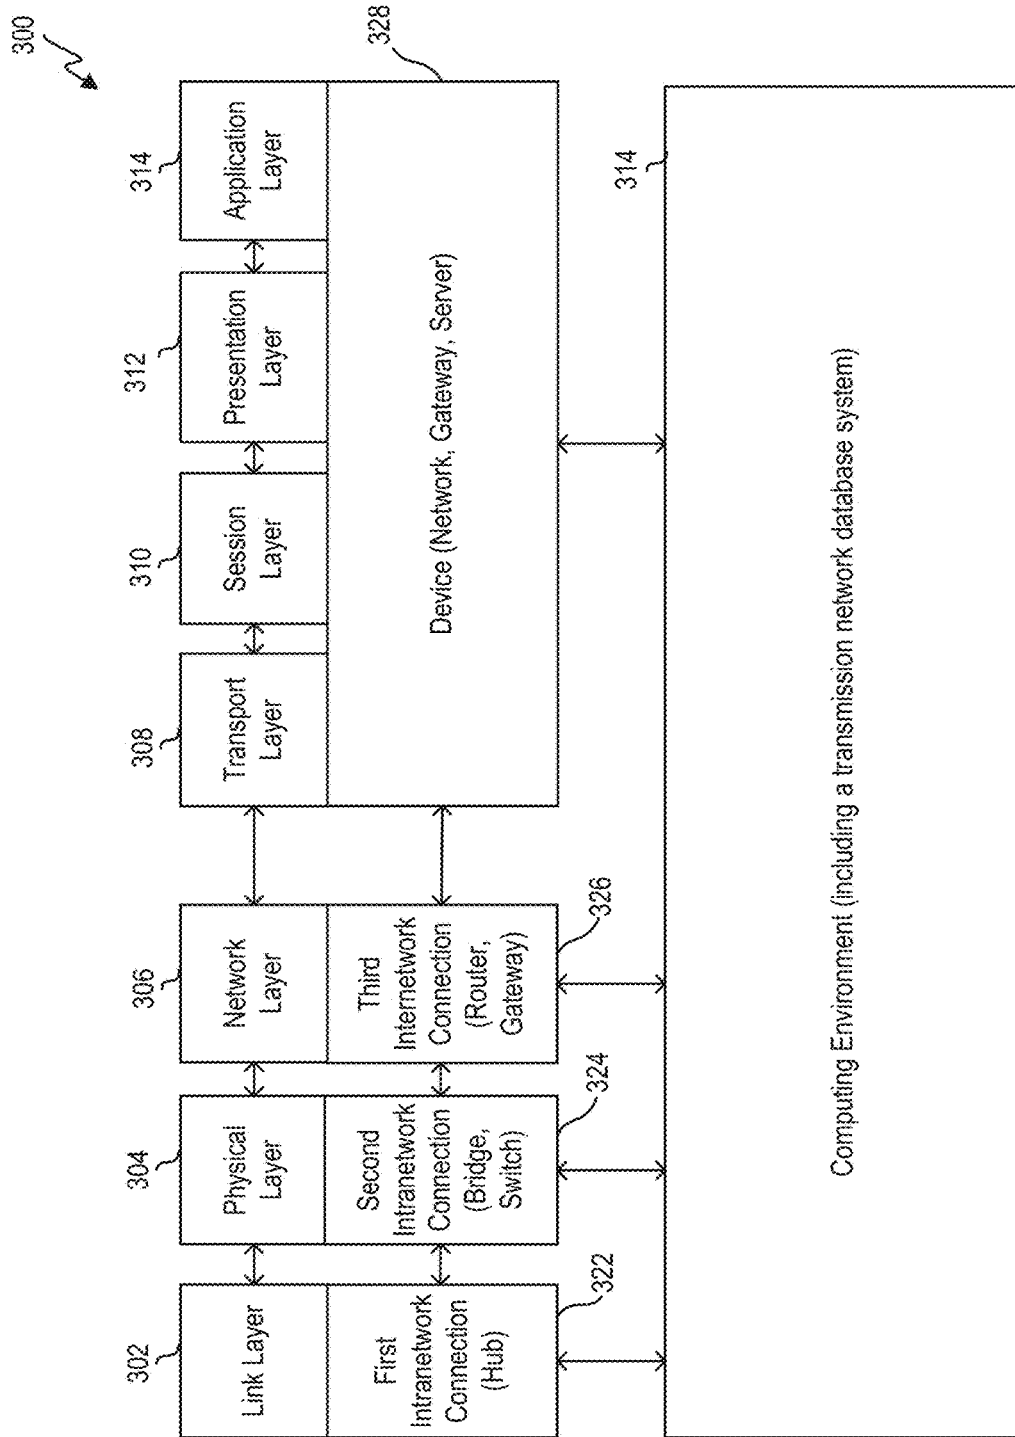 300
302
Link Layer
304
Physical
Layer
306
Network
Layer
308
Transport
Layer
310
Session
Layer
312
Presentation
Layer
314
Application
Layer
First
Intranetwork
Connection
(Hub)
322
Second
Intranetwork
Connection
(Bridge,
Switch)
324
Third
Internetwork
Connection
(Router,
Gateway)
326
Device (Network, Gateway, Server)
328
314
Computing Environment (including a transmission network database system)